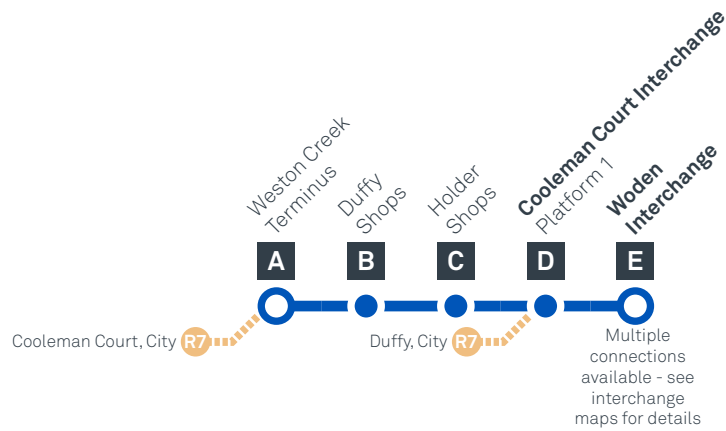 Weston Creek
Terminus
Duffy
Shops
Holder
Shops
Cooleman Court Interchange
Platform 1
Woden
Interchange
A
B
C
D
E
Cooleman Court, City R7
Duffy, City R7
Multiple
connections
available - see
interchange
maps for details